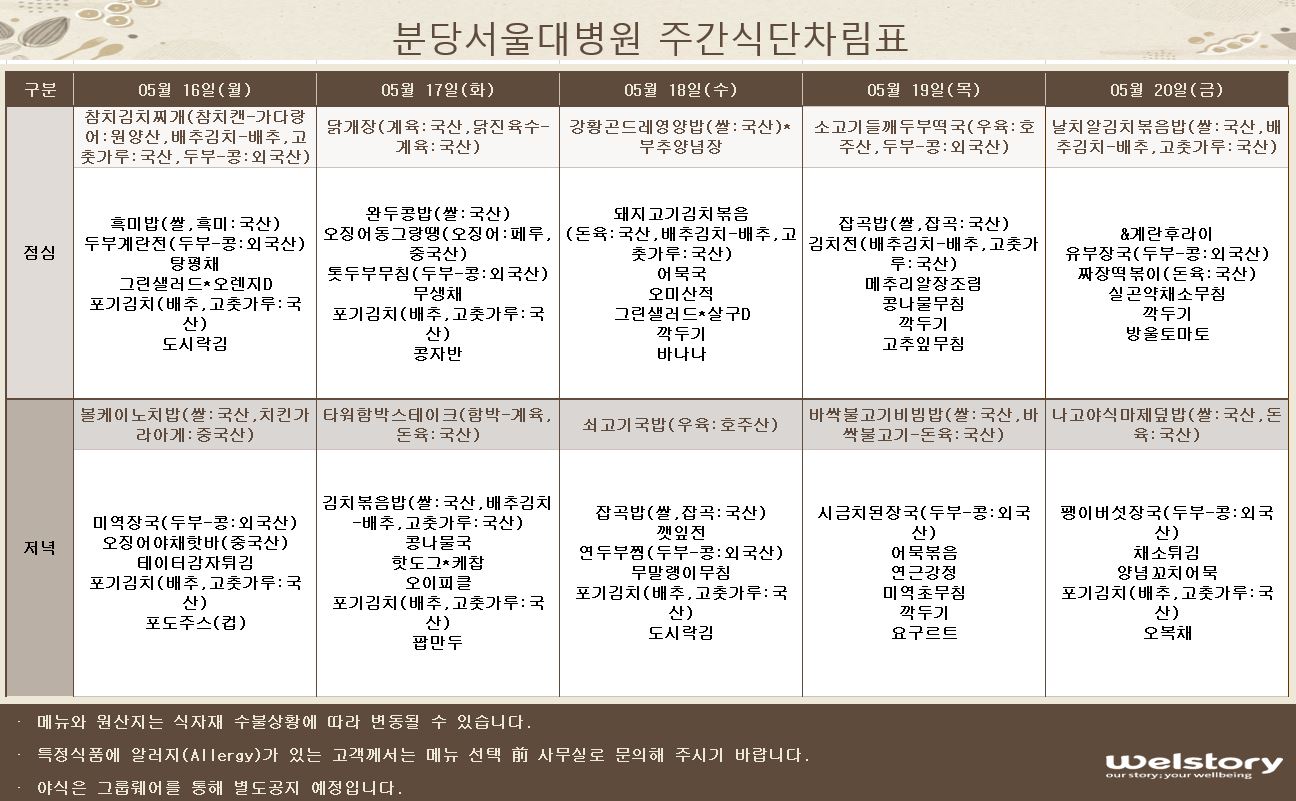 분당서울대병원 주간식단차림표
구분
05월 16일(월)
05월 17일(화)
05월 18일(수)
05월 19일(목)
05월 20일(금)
점심
참치김치찌개(참치캔-가다랑
어:원양산,배추김치-배추,고
춧가루:국산,두부-콩:외국산)
닭개장(계육:국산,닭진육수-
계육:국산)
강황곤드레영양밥(쌀:국산)*
부추양념장
소고기들깨두부떡국(우육:호
주산,두부-콩:외국산)
날치알김치볶음밥(쌀:국산,배
추김치-배추,고춧가루:국산)
흑미밥(쌀,흑미:국산)
두부계란전(두부-콩:외국산)
탕평채
그린샐러드*오렌지D
포기김치(배추,고춧가루:국
산)
도시락김
완두콩밥(쌀:국산)
오징어동그랑땡(오징어:페루,
중국산)
톳두부무침(두부-콩:외국산)
무생채
포기김치(배추,고춧가루:국
산)
콩자반
돼지고기김치볶음
(돈육:국산,배추김치-배추,고
춧가루:국산)
어묵국
오미산적
그린샐러드*살구D
깍두기
바나나
잡곡밥(쌀,잡곡:국산)
김치전(배추김치-배추,고춧가
루:국산)
메추리알장조림
콩나물무침
깍두기
고추잎무침
&계란후라이
유부장국(두부-콩:외국산)
짜장떡볶이(돈육:국산)
실곤약채소무침
깍두기
방울토마토
저녁
볼케이노치밥(쌀:국산,치킨가
라아게:중국산)
타워함박스테이크(함박-계육,
돈육:국산)
쇠고기국밥(우육:호주산)
바싹불고기비빔밥(쌀:국산,바
싹불고기-돈육:국산)
나고야식마제덮밥(쌀:국산,돈
육:국산)
미역장국(두부-콩:외국산)
오징어야채핫바(중국산)
테이터감자튀김
포기김치(배추,고춧가루:국
산)
포도주스(컵)
김치볶음밥(쌀:국산,배추김치
-배추,고춧가루:국산)
콩나물국
핫도그*케찹
오이피클
포기김치(배추,고춧가루:국
산)
팝만두
잡곡밥(쌀,잡곡:국산)
깻잎전
연두부찜(두부-콩:외국산)
무말랭이무침
포기김치(배추,고춧가루:국
산)
도시락김
시금치된장국(두부-콩:외국
산)
어묵볶음
연근강정
미역초무침
깍두기
요구르트
팽이버섯장국(두부-콩:외국
산)
채소튀김
양념꼬치어묵
포기김치(배추,고춧가루:국
산)
오복채
· 메뉴와 원산지는 식자재 수불상황에 따라 변동될 수 있습니다.
· 특정식품에 알러지(Allergy)가 있는 고객께서는 메뉴 선택 前 사무실로 문의해 주시기 바랍니다.
· 야식은 그룹웨어를 통해 별도공지 예정입니다.
welstory
our story; your wellbeing